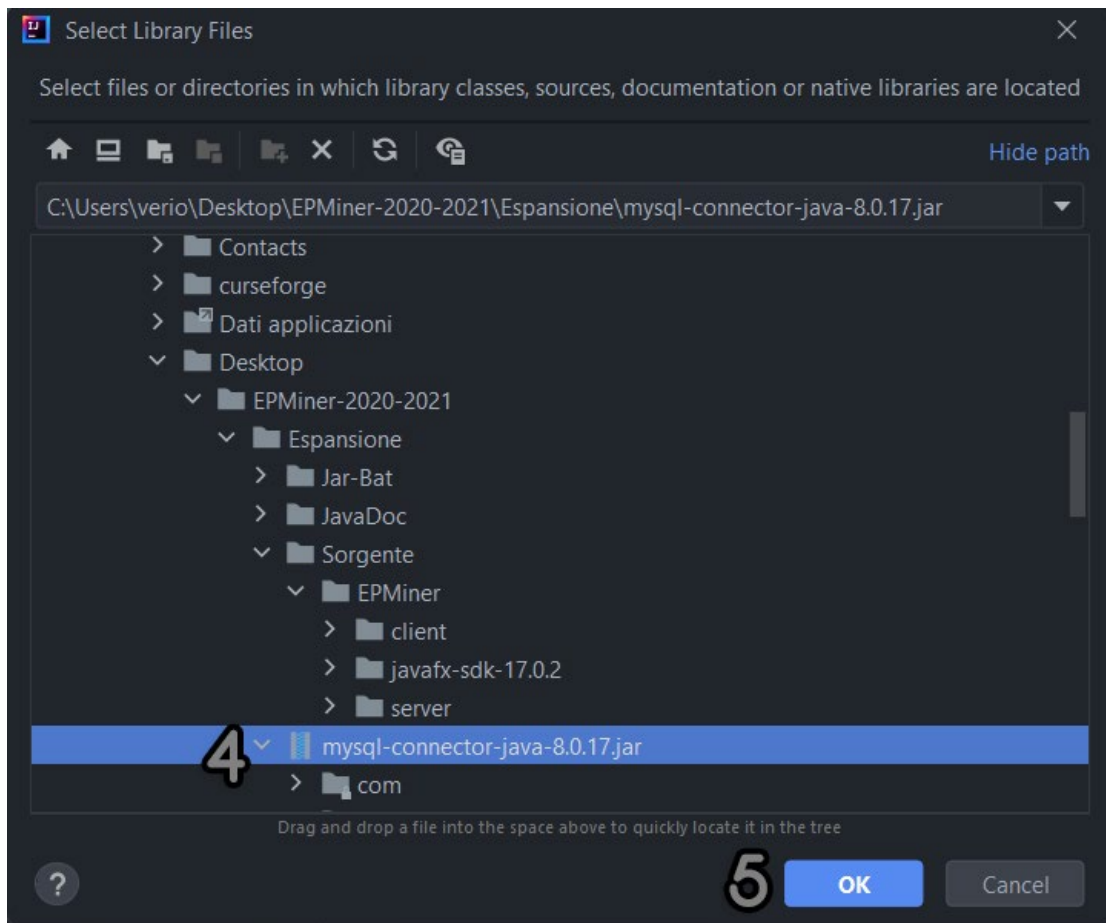 Select Library Files
Select files or directories in which library classes, sources, documentation or native libraries are located
Hide path
C:\Users\verio\Desktop\EPMiner-2020-2021\Espansione\mysql-connector-java-8.0.17.jar
Contacts
curseforge
Dati applicazioni
Desktop
EPMiner-2020-2021
Espansione
Jar-Bat
JavaDoc
Sorgente
EPMiner
client
javafx-sdk-17.0.2
server
4 mysql-connector-java-8.0.17.jar
com
Drag and drop a file into the space above to quickly locate it in the tree
? 5 OK Cancel